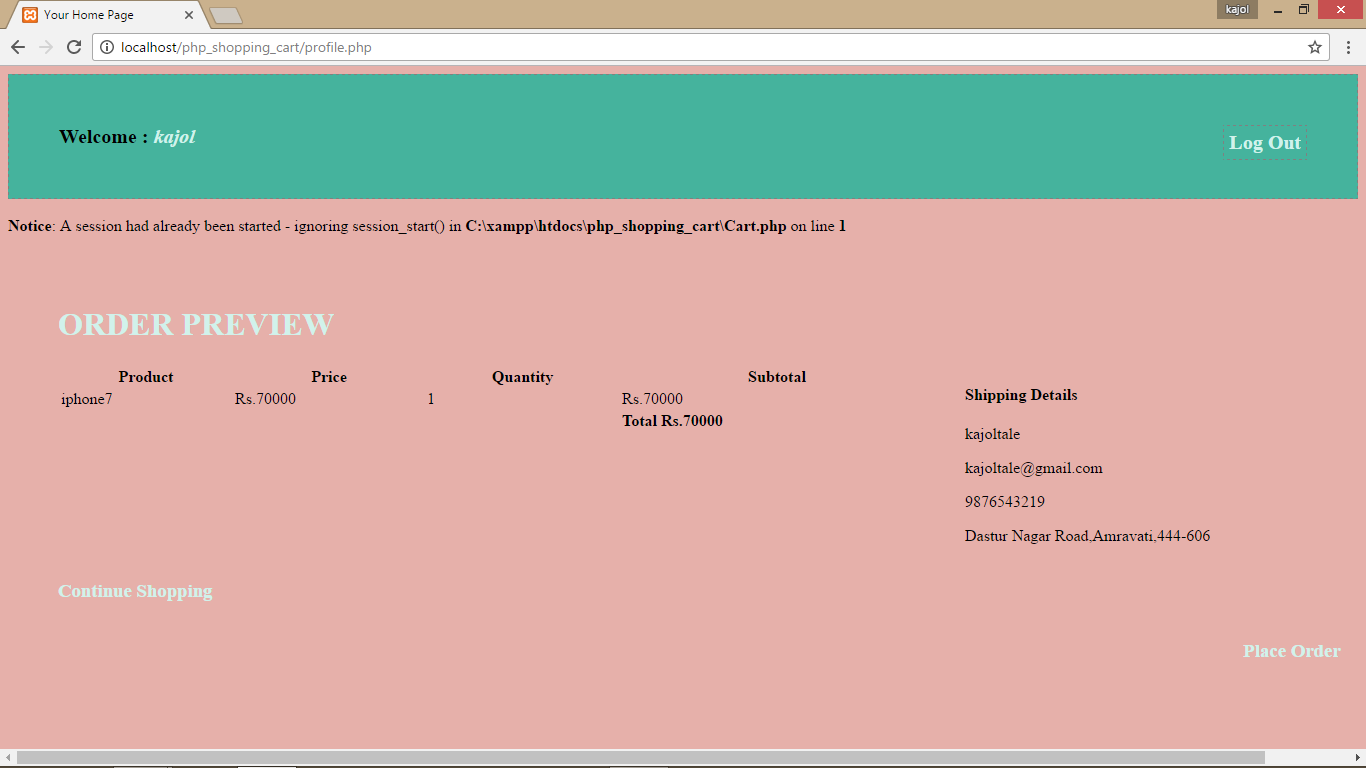 Your Home Page
kajol
localhost/php_shopping_cart/profile.php
Welcome : kajol
Log Out
Notice: A session had already been started - ignoring session_start() in C:\xampp\htdocs\php_shopping_cart\Cart.php on line 1
ORDER PREVIEW
Product Price Quantity Subtotal
iphone7 Rs.70000 1 Rs.70000
Total Rs.70000
Shipping Details
kajoltale
kajoltale@gmail.com
9876543219
Dastur Nagar Road,Amravati,444-606
Continue Shopping
Place Order